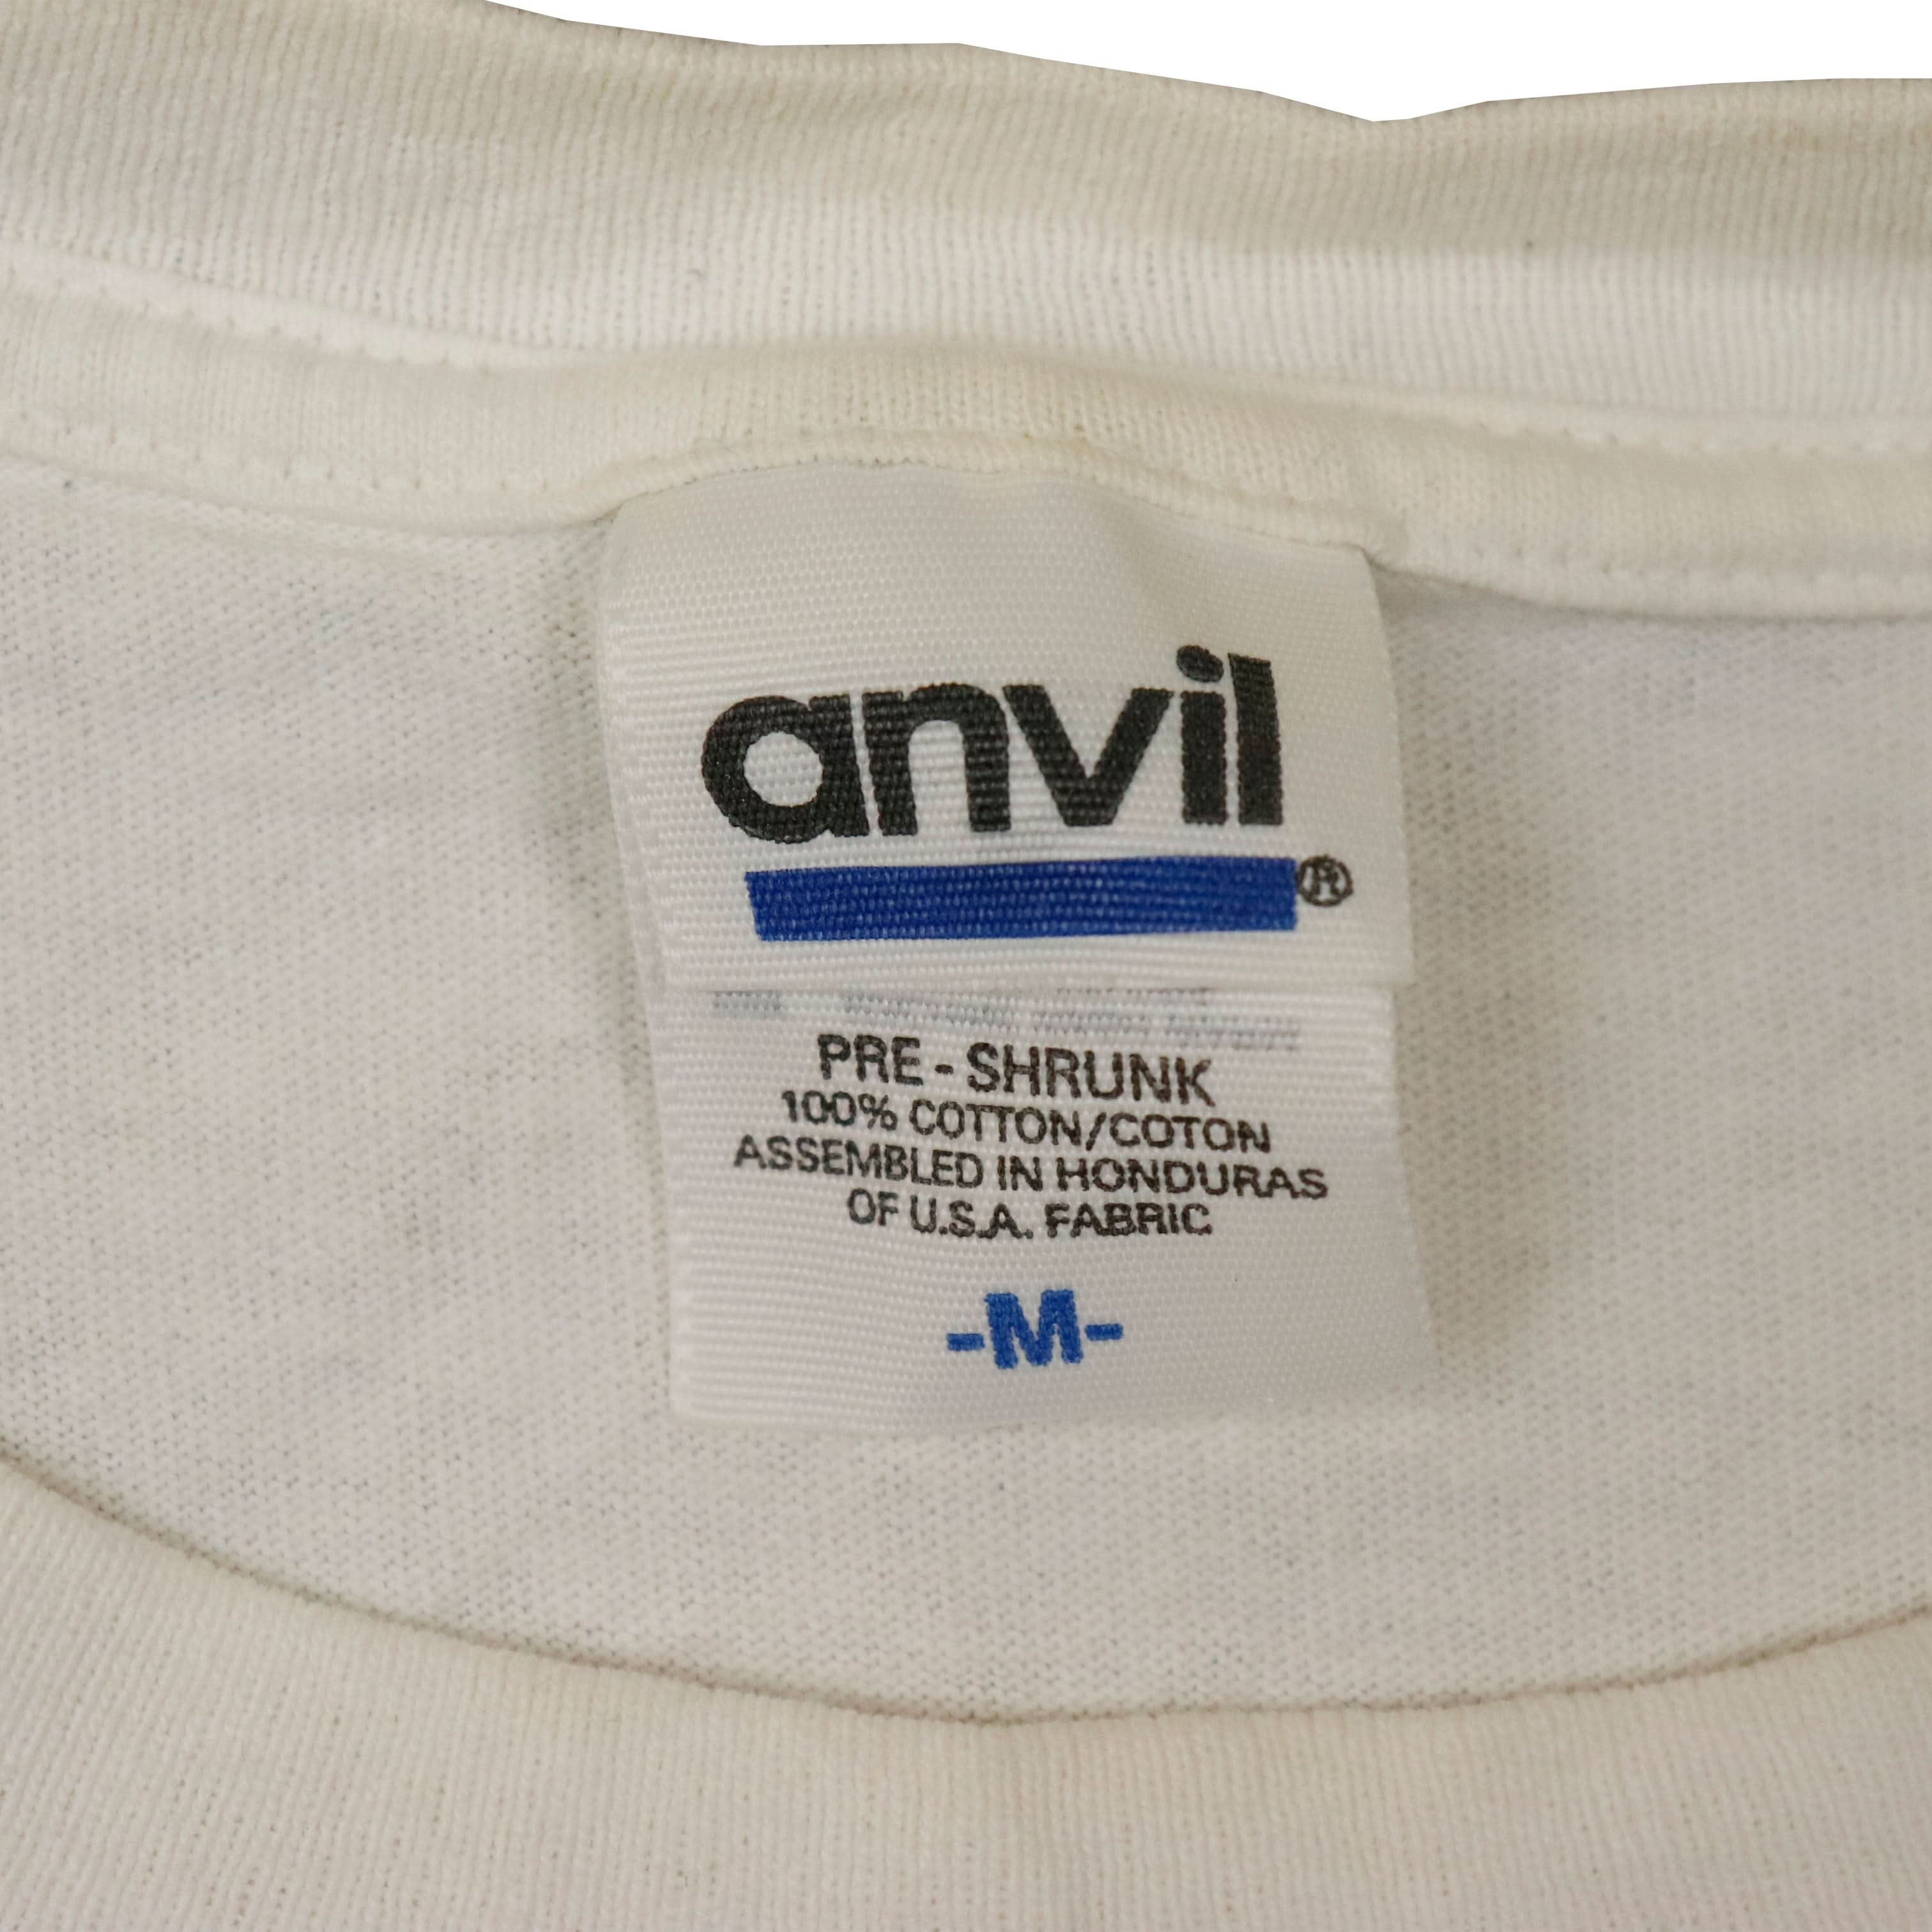 anvil
®
PRE - SHRUNK
100% COTTON/COTON
ASSEMBLED IN HONDURAS
OF U.S.A. FABRIC
-M-